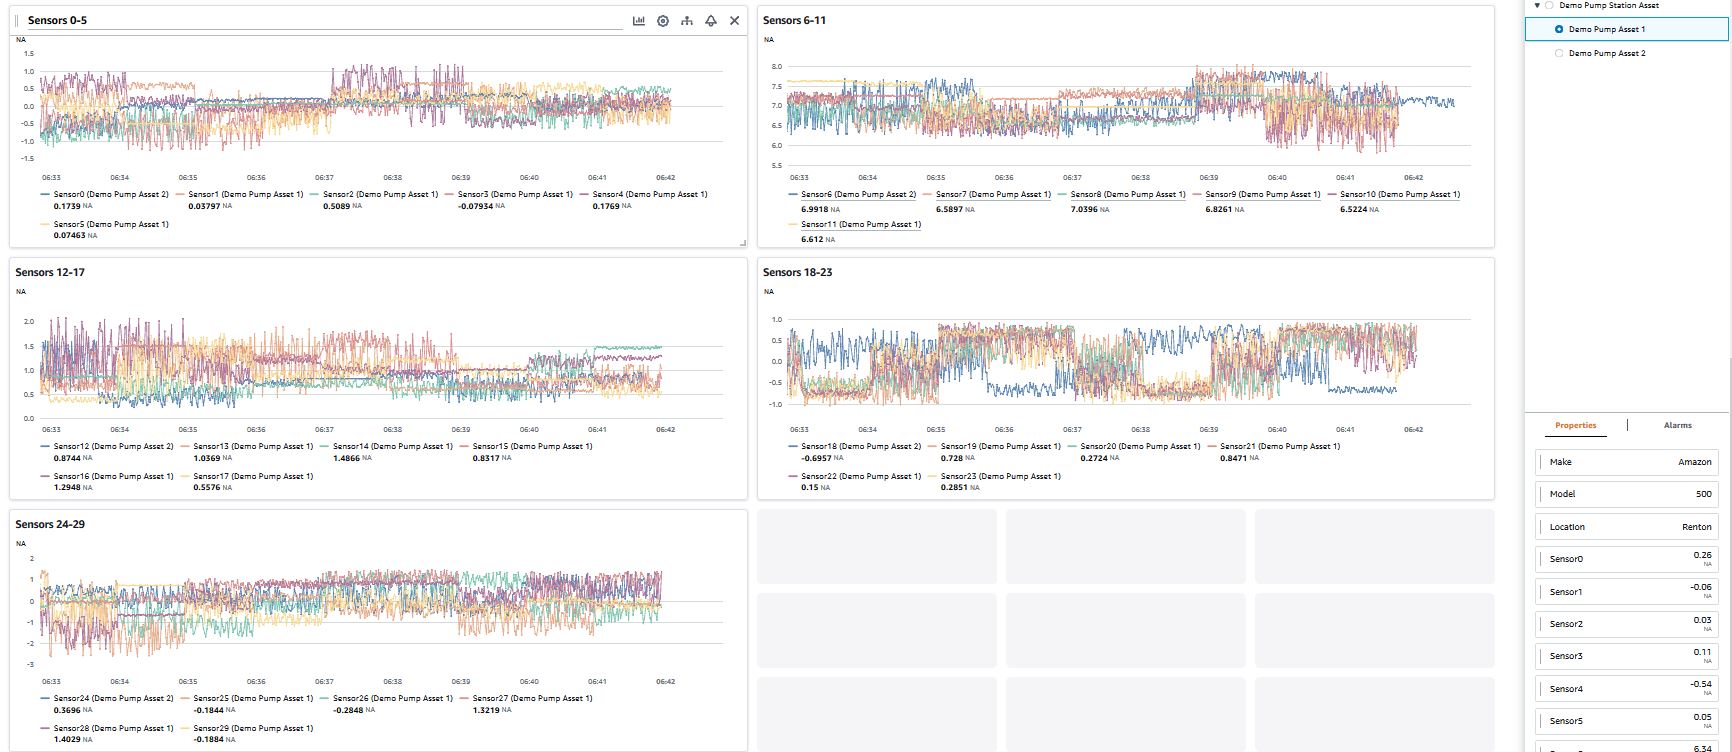 Sensors 0-5
NA
1.5
1.0
0.5
0.0
-0.5
-1.0
-1.5
06:33 06:34 06:35 06:36 06:37 06:38 06:39 06:40 06:41 06:42
Sensor0 (Demo Pump Asset 2) Sensor1 (Demo Pump Asset 1) Sensor2 (Demo Pump Asset 1) Sensor3 (Demo Pump Asset 1) Sensor4 (Demo Pump Asset 1)
0.1739 NA 0.03797 NA 0.5089 NA -0.07934 NA 0.1769 NA
Sensor5 (Demo Pump Asset 1)
0.07463 NA
Sensors 6-11
NA
8.0
7.5
7.0
6.5
6.0
5.5
06:33 06:34 06:35 06:36 06:37 06:38 06:39 06:40 06:41 06:42
Sensor6 (Demo Pump Asset 2) Sensor7 (Demo Pump Asset 1) Sensor8 (Demo Pump Asset 1) Sensor9 (Demo Pump Asset 1) Sensor10 (Demo Pump Asset 1)
6.9918 NA 6.5897 NA 7.0396 NA 6.8261 NA 6.5224 NA
Sensor11 (Demo Pump Asset 1)
6.612 NA
Sensors 12-17
NA
2.0
1.5
1.0
0.5
0.0
06:33 06:34 06:35 06:36 06:37 06:38 06:39 06:40 06:41 06:42
Sensor12 (Demo Pump Asset 2) Sensor13 (Demo Pump Asset 1) Sensor14 (Demo Pump Asset 1) Sensor15 (Demo Pump Asset 1)
0.8744 NA 1.0369 NA 1.4866 NA 0.8317 NA
Sensor16 (Demo Pump Asset 1) Sensor17 (Demo Pump Asset 1)
1.2948 NA 0.5576 NA
Sensors 18-23
NA
1.0
0.5
0.0
-0.5
-1.0
06:33 06:34 06:35 06:36 06:37 06:38 06:39 06:40 06:41 06:42
Sensor18 (Demo Pump Asset 2) Sensor19 (Demo Pump Asset 1) Sensor20 (Demo Pump Asset 1) Sensor21 (Demo Pump Asset 1)
-0.6957 NA 0.728 NA 0.2724 NA 0.8471 NA
Sensor22 (Demo Pump Asset 1) Sensor23 (Demo Pump Asset 1)
0.15 NA 0.2851 NA
Sensors 24-29
NA
2
1
0
-1
-2
-3
06:33 06:34 06:35 06:36 06:37 06:38 06:39 06:40 06:41 06:42
Sensor24 (Demo Pump Asset 2) Sensor25 (Demo Pump Asset 1) Sensor26 (Demo Pump Asset 1) Sensor27 (Demo Pump Asset 1)
0.3696 NA -0.1844 NA -0.2848 NA 1.3219 NA
Sensor28 (Demo Pump Asset 1) Sensor29 (Demo Pump Asset 1)
1.4029 NA -0.1884 NA
Demo Pump Station Asset
Demo Pump Asset 1
Demo Pump Asset 2
Properties Alarms
Make Amazon
Model 500
Location Renton
Sensor0 0.26
NA
Sensor1 -0.06
NA
Sensor2 0.03
NA
Sensor3 0.11
NA
Sensor4 -0.54
NA
Sensor5 0.05
NA
6.34